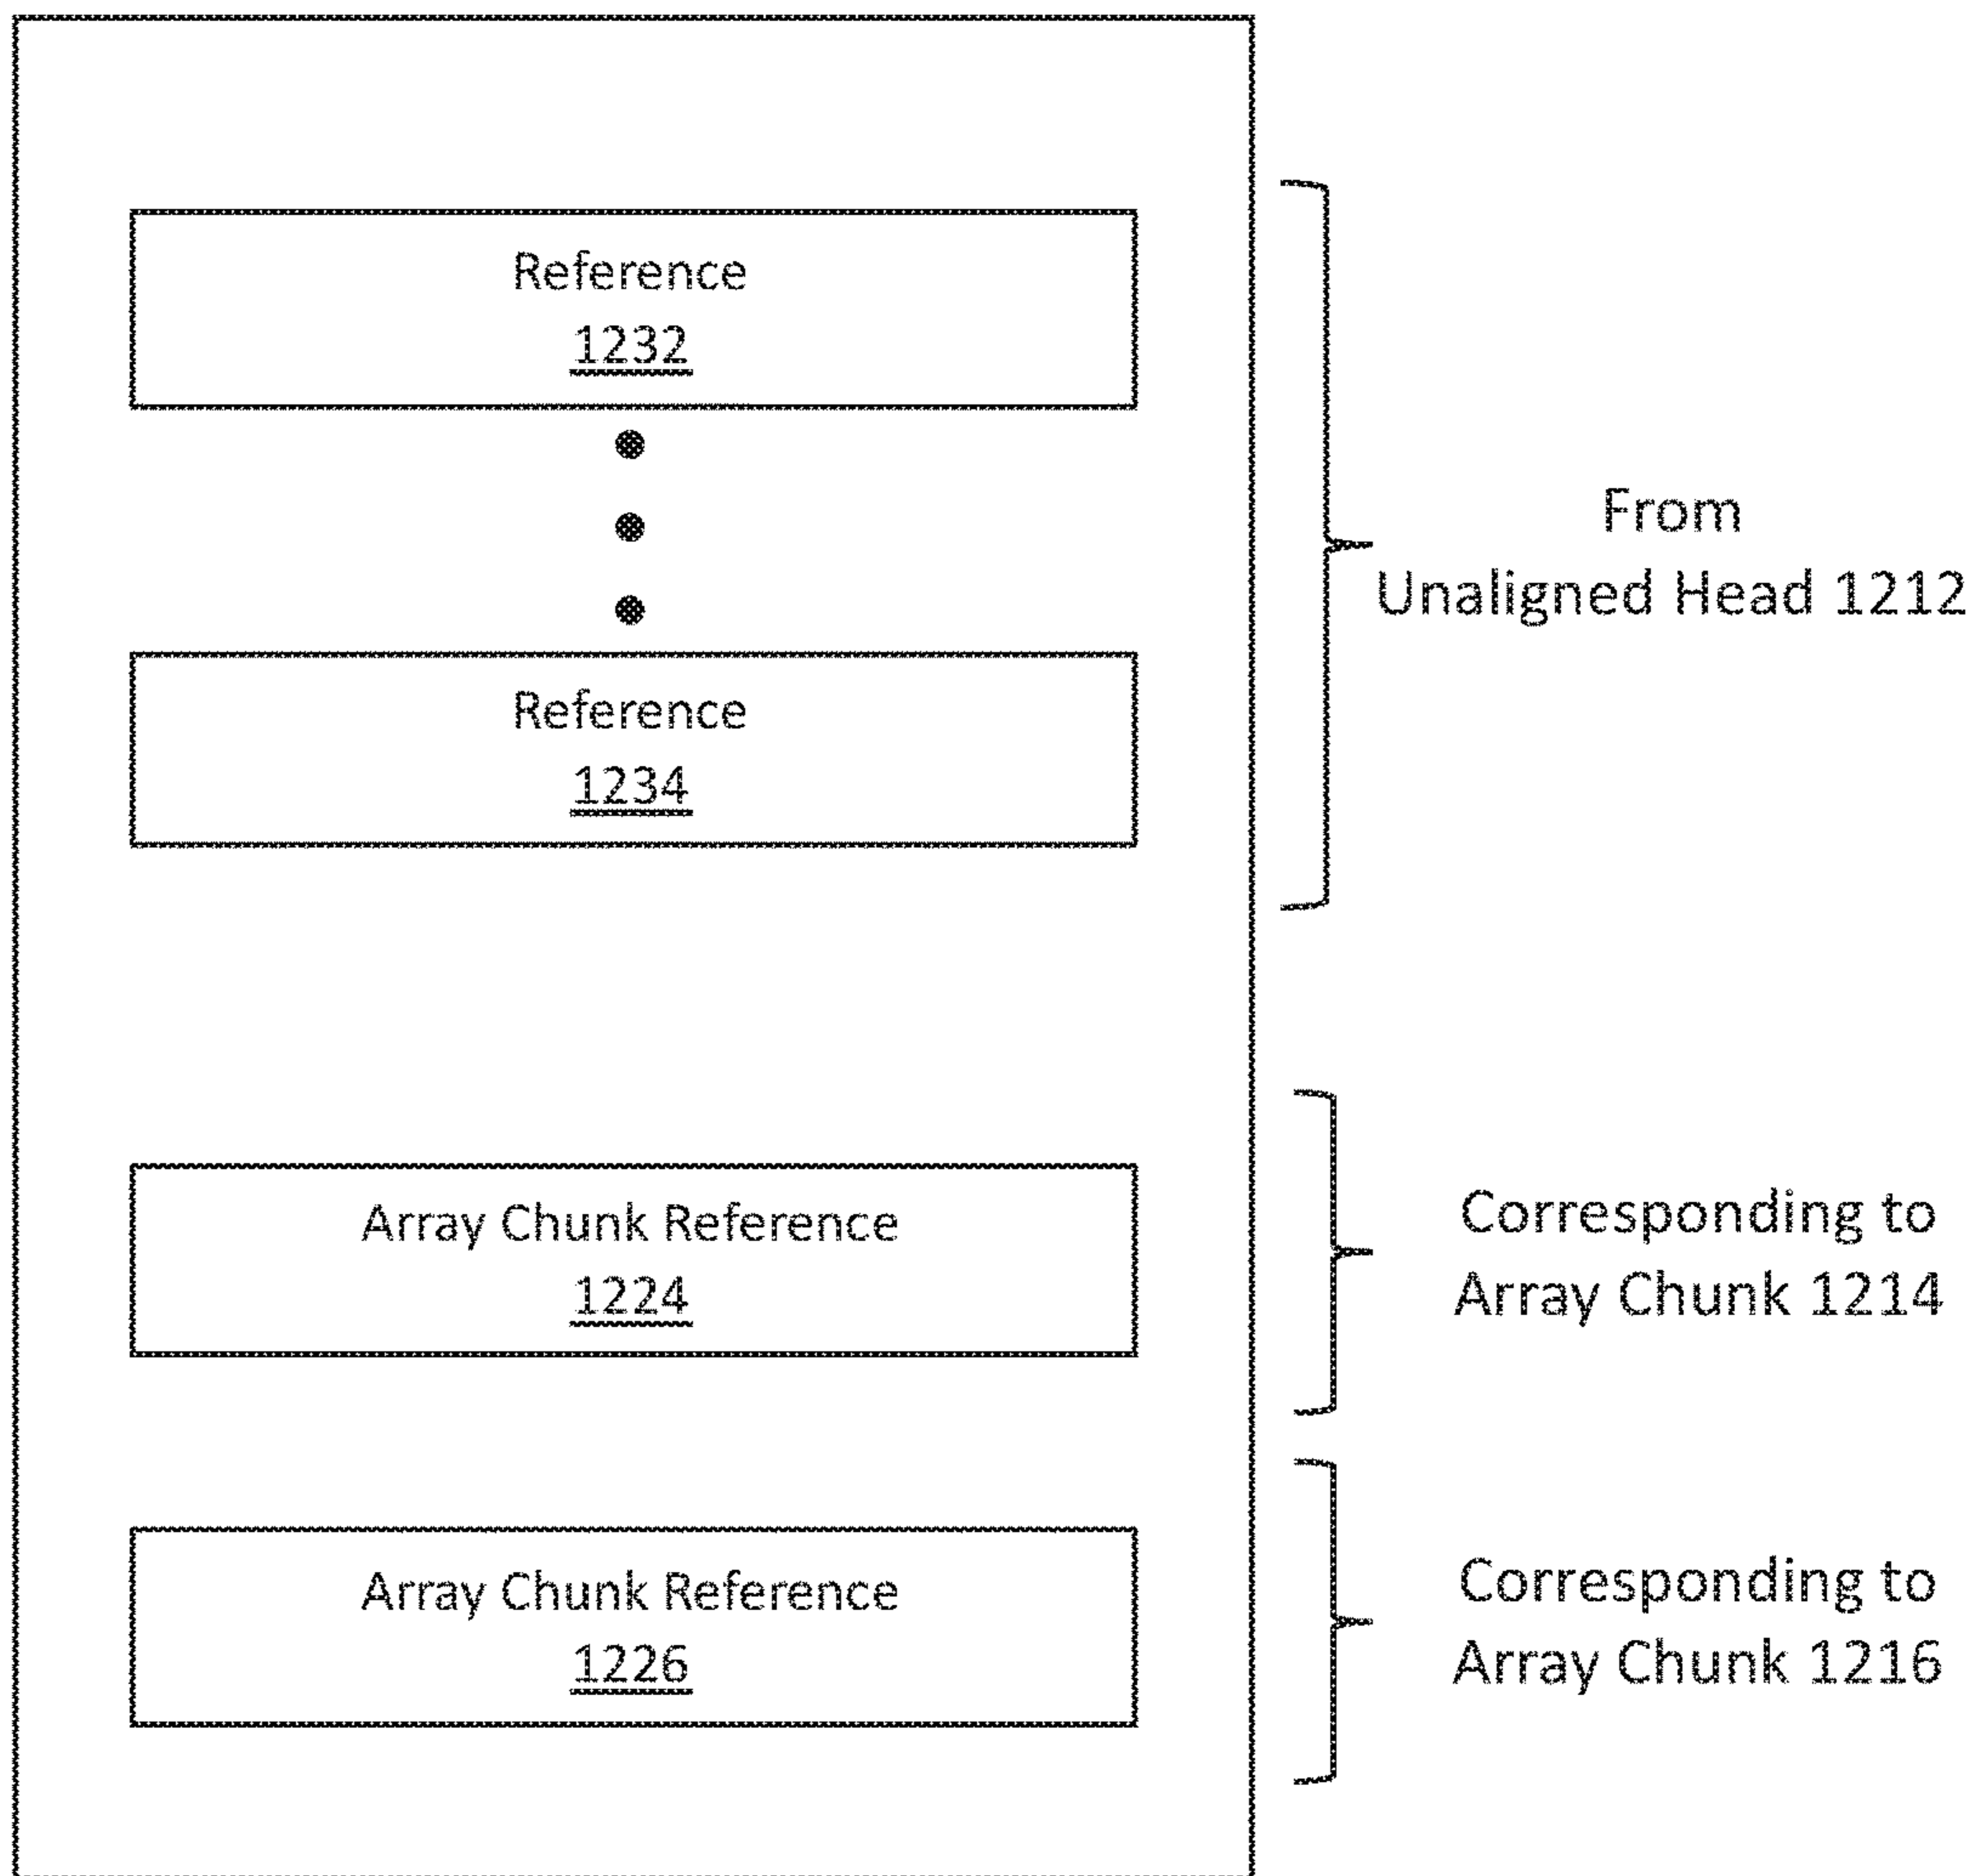 Reference
1232
Reference
1234
From
Unaligned Head 1212
Array Chunk Reference
1224
Corresponding to
Array Chunk 1214
Array Chunk Reference
1226
Corresponding to
Array Chunk 1216